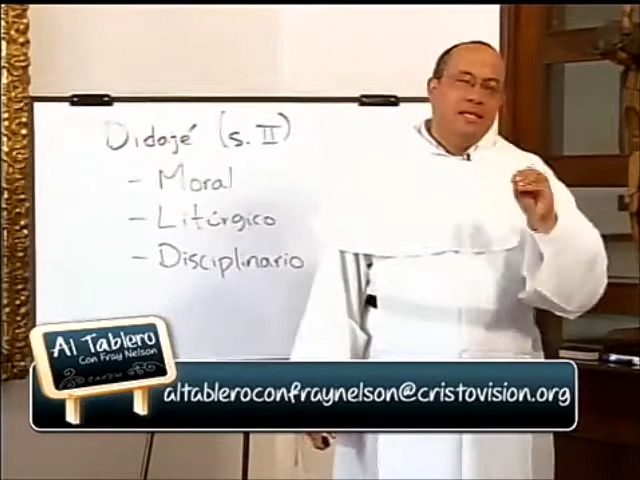 Didajé (s. II)
- Moral
- Litúrgico
- Disciplinario
Al Tablero
Con Fray Nelson
altableroconfraynelson@cristovision.org